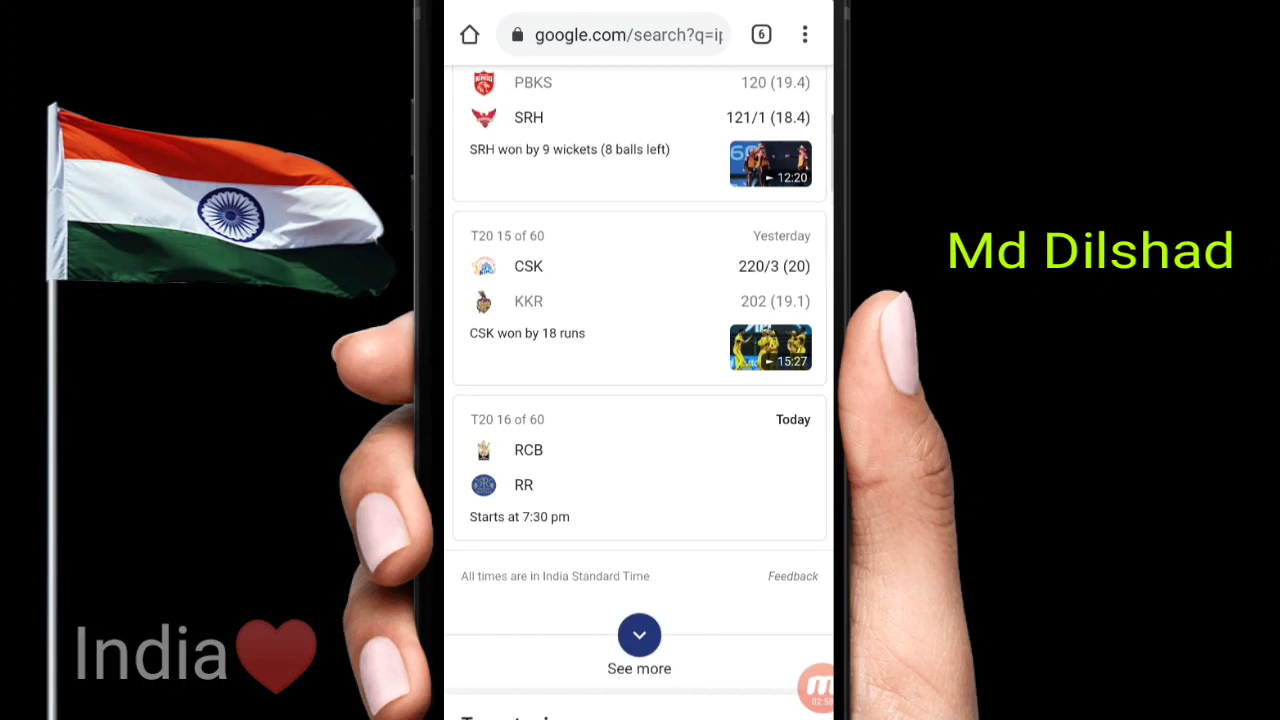 google.com/search?q=ip
6
PBKS 120 (19.4)
SRH 121/1 (18.4)
SRH won by 9 wickets (8 balls left)
12:20
T20 15 of 60 Yesterday
CSK 220/3 (20)
KKR 202 (19.1)
CSK won by 18 runs
15:27
T20 16 of 60 Today
RCB
RR
Starts at 7:30 pm
All times are in India Standard Time Feedback
See more
Md Dilshad
India